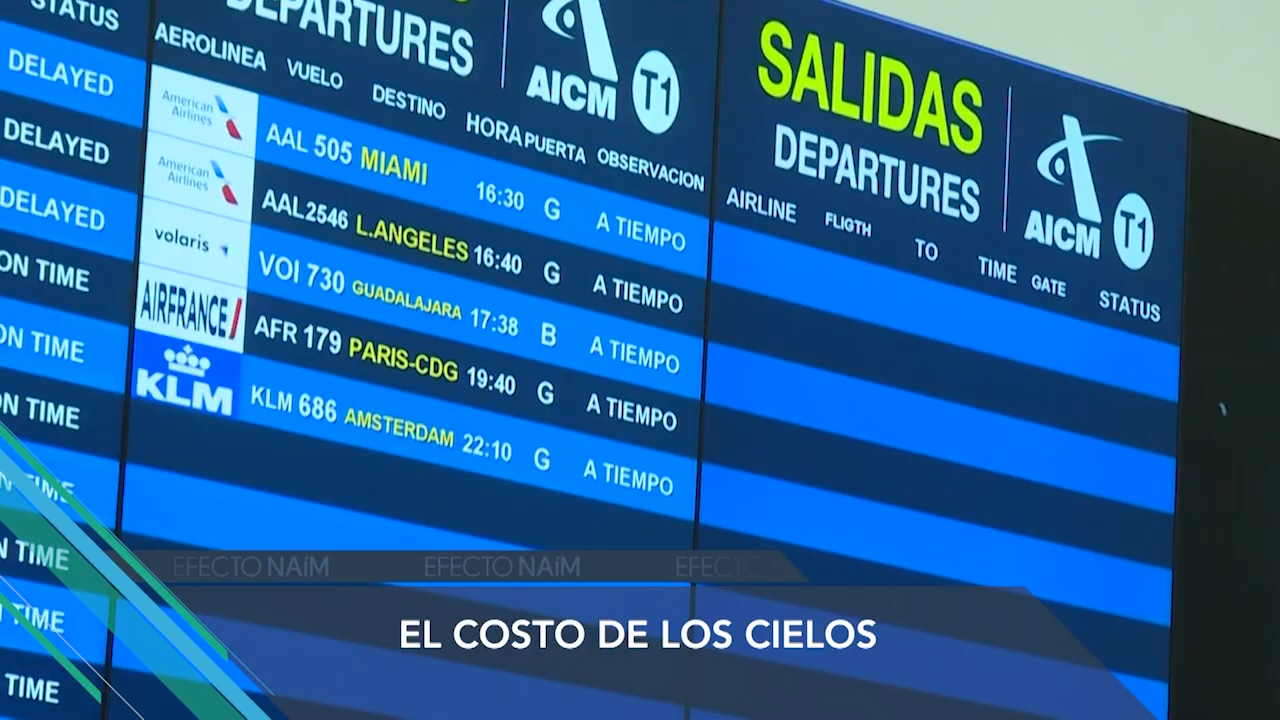 STATUS
DELAYED
DELAYED
DELAYED
ON TIME
ON TIME
ON TIME
ON TIME
ON TIME
TIME
TIME
DEPARTURES
AICM T1
AEROLINEA VUELO DESTINO HORA PUERTA OBSERVACION
American Airlines AAL 505 MIAMI 16:30 G A TIEMPO
American Airlines AAL2546 L.ANGELES 16:40 G A TIEMPO
volaris VOI 730 GUADALAJARA 17:38 B A TIEMPO
AIRFRANCE AFR 179 PARIS-CDG 19:40 G A TIEMPO
KLM KLM 686 AMSTERDAM 22:10 G A TIEMPO
SALIDAS
DEPARTURES
AICM T1
AIRLINE FLIGTH TO TIME GATE STATUS
EFECTO NAiM EFECTO NAiM EFECTO
EL COSTO DE LOS CIELOS